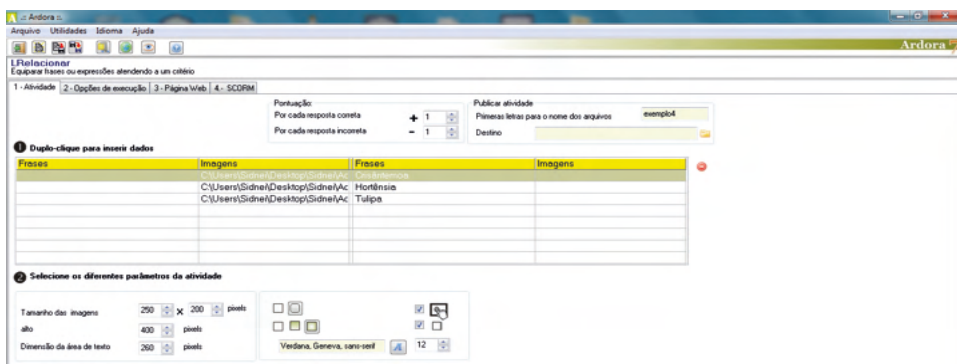 .:: Ardora ::.
Arquivo Utilidades Idioma Ajuda
Ardora 7
LRelacionar
Equiparar frases ou expressões atendendo a um critério
1 - Atividade 2 - Opções de execução 3 - Página Web 4.- SCORM
Pontuação:
Por cada resposta correta + 1
Por cada resposta incorreta - 1
Publicar atividade
Primeras letras para o nome dos arquivos exemplo4
Destino
1 Duplo-clique para inserir dados
Frases Imagens Frases Imagens
C:\Users\Sidnei\Desktop\Sidnei\Ac Crisântemos
C:\Users\Sidnei\Desktop\Sidnei\Ac Hortênsia
C:\Users\Sidnei\Desktop\Sidnei\Ac Tulipa
2 Selecione os diferentes parâmetros da atividade
Tamanho das imagens 250 x 200 pixels
alto 400 pixels
Dimensão da área de texto 260 pixels
Verdana, Geneva, sans-serif A 12